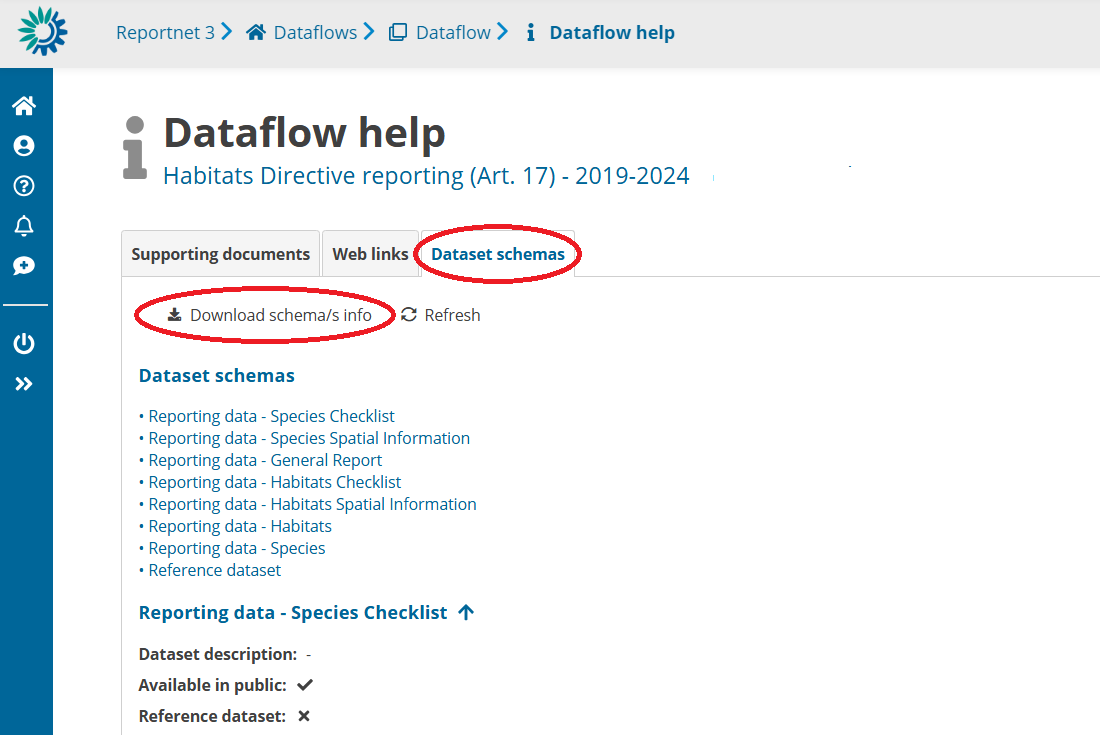 Reportnet 3 Dataflows Dataflow Dataflow help
Dataflow help
Habitats Directive reporting (Art. 17) - 2019-2024
Supporting documents Web links Dataset schemas
Download schema/s info Refresh
Dataset schemas
• Reporting data - Species Checklist
• Reporting data - Species Spatial Information
• Reporting data - General Report
• Reporting data - Habitats Checklist
• Reporting data - Habitats Spatial Information
• Reporting data - Habitats
• Reporting data - Species
• Reference dataset
Reporting data - Species Checklist
Dataset description: -
Available in public:
Reference dataset: